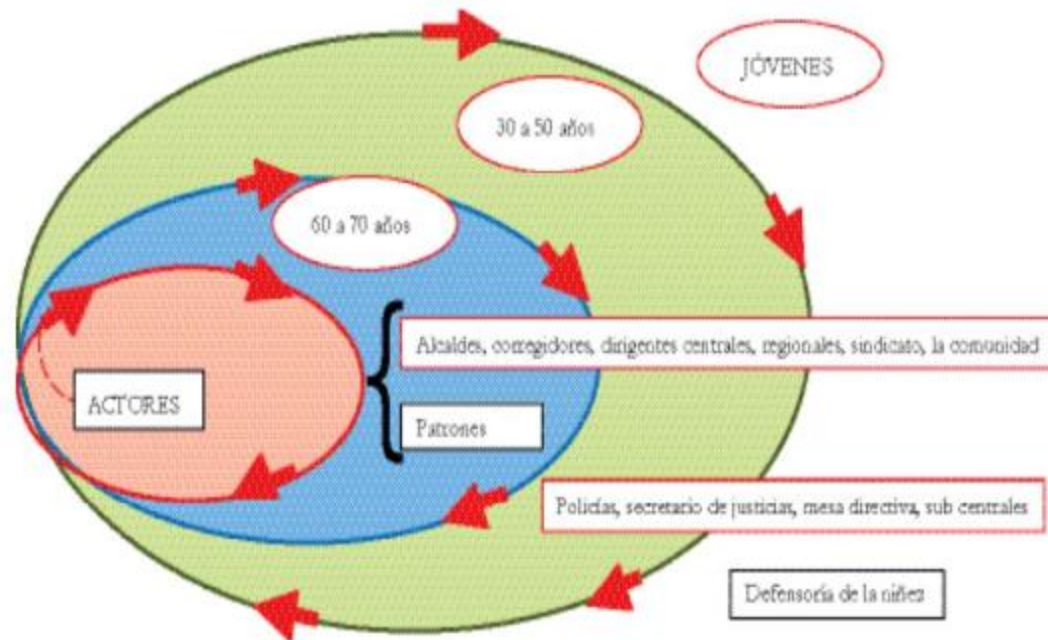 JÓVENES
30 a 50 años
60 a 70 años
Alcaldes, corregidores, dirigentes centrales, regionales, sindicato, la comunidad
ACTORES
Patrones
Policías, secretario de justicias, mesa directiva, sub centrales
Defensoría de la niñez